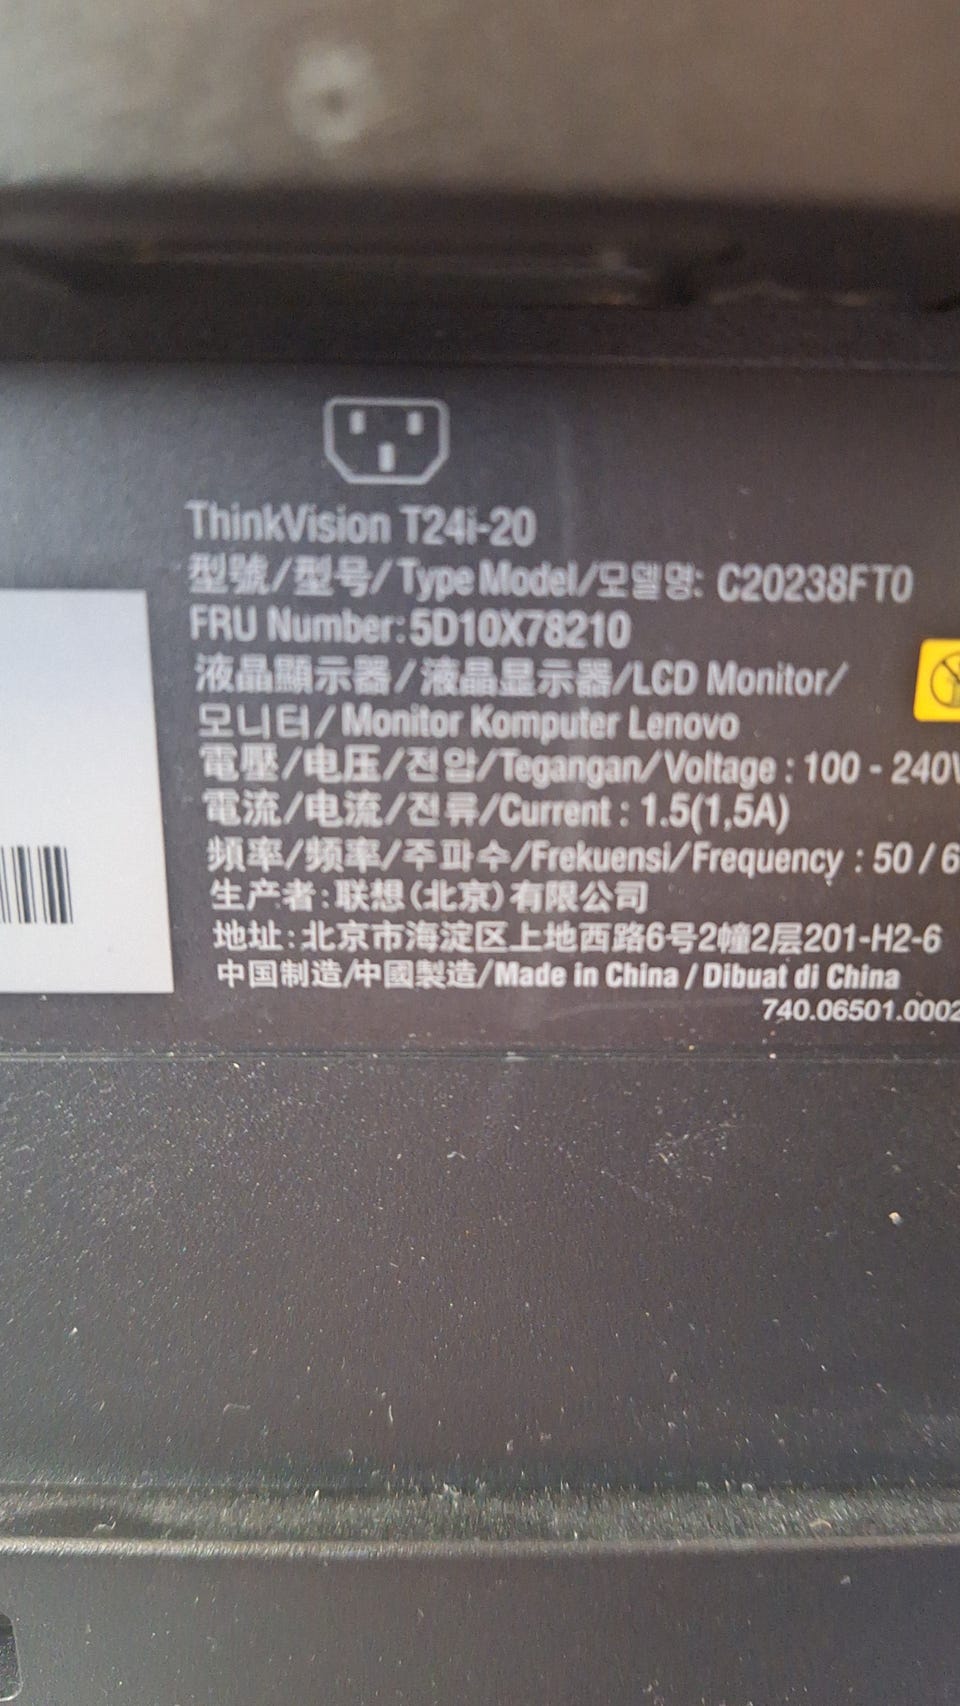 ThinkVision T24i-20
型號/型号/Type Model/모델명: C20238FT0
FRU Number:5D10X78210
液晶顯示器/液晶显示器/LCD Monitor/
모니터/Monitor Komputer Lenovo
電壓/电压/전압/Tegangan/Voltage : 100 - 240V
電流/电流/전류/Current : 1.5(1,5A)
頻率/频率/주파수/Frekuensi/Frequency : 50 / 6
生产者:联想(北京)有限公司
地址:北京市海淀区上地西路6号2幢2层201-H2-6
中国制造/中國製造/Made in China / Dibuat di China
740.06501.0002